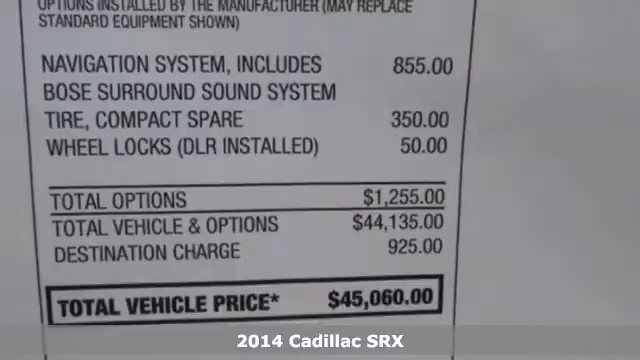 OPTIONS INSTALLED BY THE MANUFACTURER (MAY REPLACE
STANDARD EQUIPMENT SHOWN)
NAVIGATION SYSTEM, INCLUDES 855.00
BOSE SURROUND SOUND SYSTEM
TIRE, COMPACT SPARE 350.00
WHEEL LOCKS (DLR INSTALLED) 50.00
TOTAL OPTIONS $1,255.00
TOTAL VEHICLE & OPTIONS $44,135.00
DESTINATION CHARGE 925.00
TOTAL VEHICLE PRICE* $45,060.00
2014 Cadillac SRX